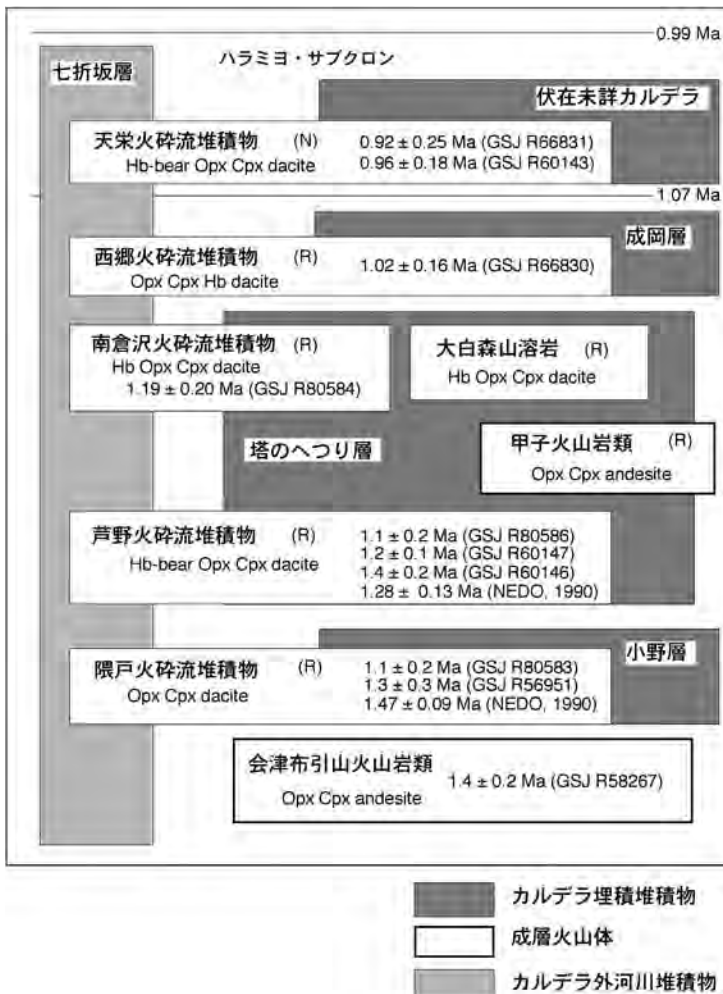 0.99 Ma
七折坂層
ハラミヨ・サブクロン
伏在未詳カルデラ
天栄火砕流堆積物 (N) 0.92 ± 0.25 Ma (GSJ R66831)
Hb-bear Opx Cpx dacite 0.96 ± 0.18 Ma (GSJ R60143)
1.07 Ma
成岡層
西郷火砕流堆積物 (R) 1.02 ± 0.16 Ma (GSJ R66830)
Opx Cpx Hb dacite
南倉沢火砕流堆積物 (R)
Hb Opx Cpx dacite
1.19 ± 0.20 Ma (GSJ R80584)
大白森山溶岩 (R)
Hb Opx Cpx dacite
塔のへつり層
甲子火山岩類 (R)
Opx Cpx andesite
芦野火砕流堆積物 (R) 1.1 ± 0.2 Ma (GSJ R80586)
Hb-bear Opx Cpx dacite 1.2 ± 0.1 Ma (GSJ R60147)
1.4 ± 0.2 Ma (GSJ R60146)
1.28 ± 0.13 Ma (NEDO, 1990)
小野層
隈戸火砕流堆積物 (R) 1.1 ± 0.2 Ma (GSJ R80583)
Opx Cpx dacite 1.3 ± 0.3 Ma (GSJ R56951)
1.47 ± 0.09 Ma (NEDO, 1990)
会津布引山火山岩類 1.4 ± 0.2 Ma (GSJ R58267)
Opx Cpx andesite
カルデラ埋積堆積物
成層火山体
カルデラ外河川堆積物